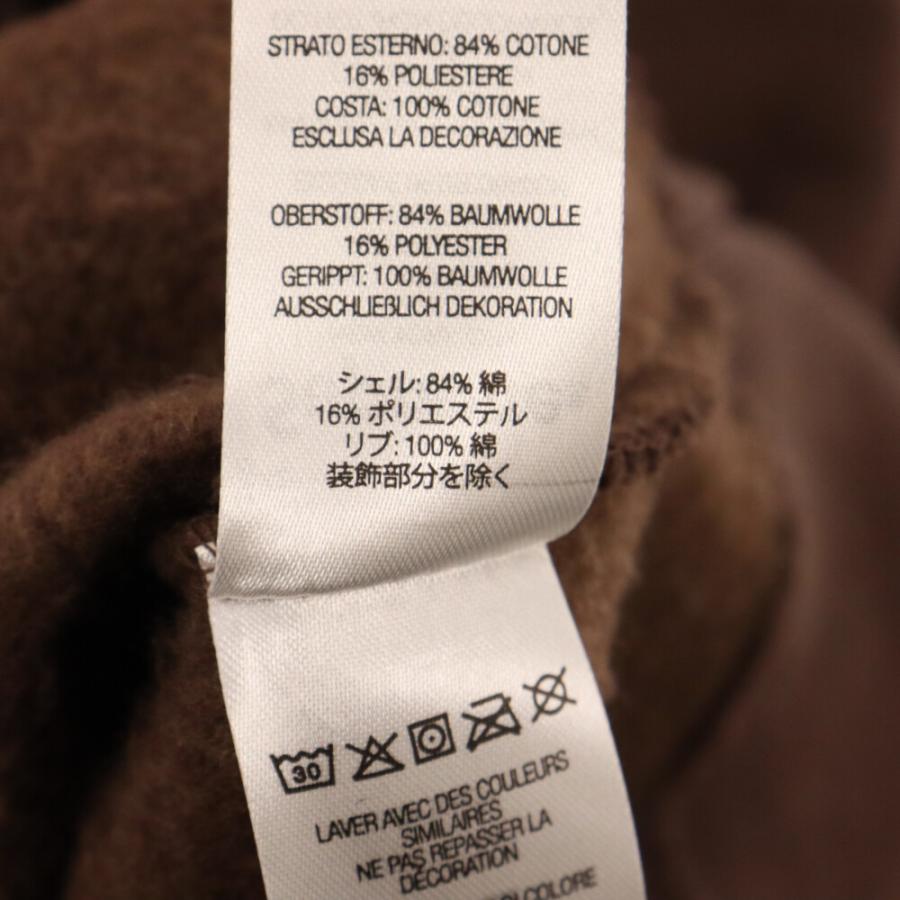 STRATO ESTERNO: 84% COTONE
16% POLIESTERE
COSTA: 100% COTONE
ESCLUSA LA DECORAZIONE
OBERSTOFF: 84% BAUMWOLLE
16% POLYESTER
GERIPPT: 100% BAUMWOLLE
AUSSCHLIEßLICH DEKORATION
シェル: 84% 綿
16% ポリエステル
リブ: 100% 綿
装飾部分を除く
30
LAVER AVEC DES COULEURS
SIMILAIRES
NE PAS REPASSER LA
DÉCORATION
COLORE